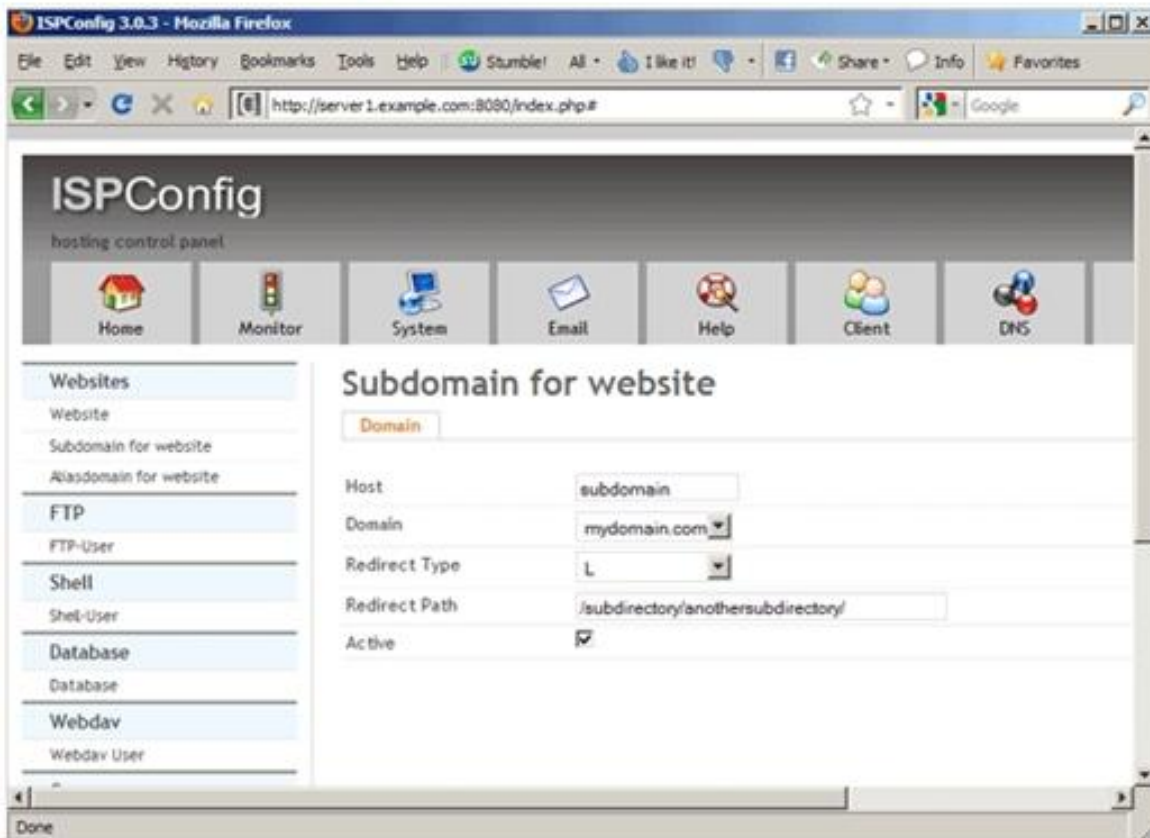 ISPConfig 3.0.3 - Mozilla Firefox
File Edit View History Bookmarks Tools Help Stumble! All I like it! Share Info Favorites
http://server1.example.com:8080/index.php# Google
ISPConfig
hosting control panel
Home Monitor System Email Help Client DNS
Websites
Website
Subdomain for website
Aliasdomain for website
FTP
FTP-User
Shell
Shell-User
Database
Database
Webdav
Webdav User
Subdomain for website
Domain
Host subdomain
Domain mydomain.com
Redirect Type L
Redirect Path /subdirectory/anothersubdirectory/
Active
Done